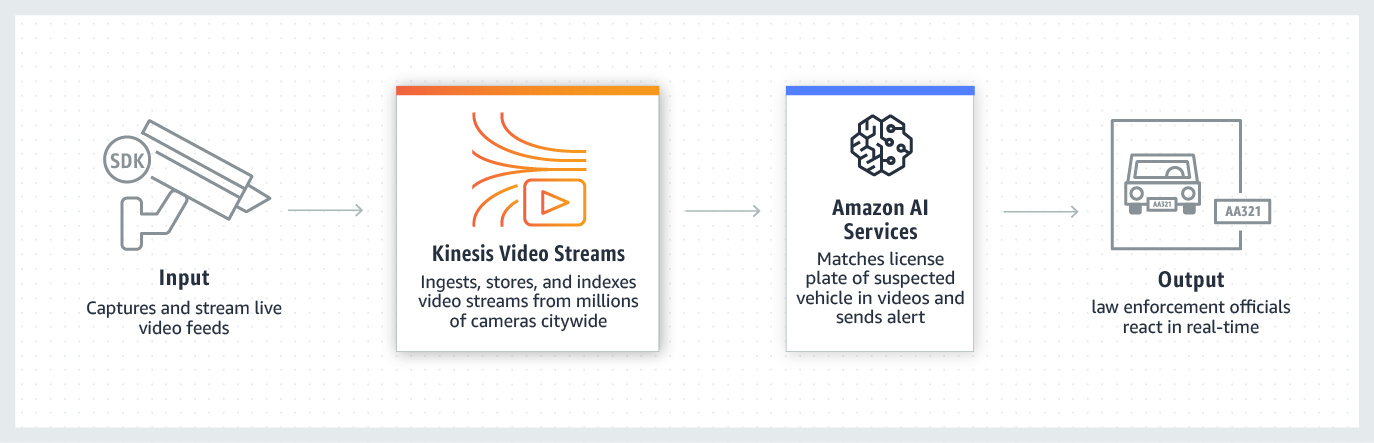 SDK
Input
Captures and stream live
video feeds
Kinesis Video Streams
Ingests, stores, and indexes
video streams from millions
of cameras citywide
Amazon AI
Services
Matches license
plate of suspected
vehicle in videos and
sends alert
AA321
AA321
Output
law enforcement officials
react in real-time